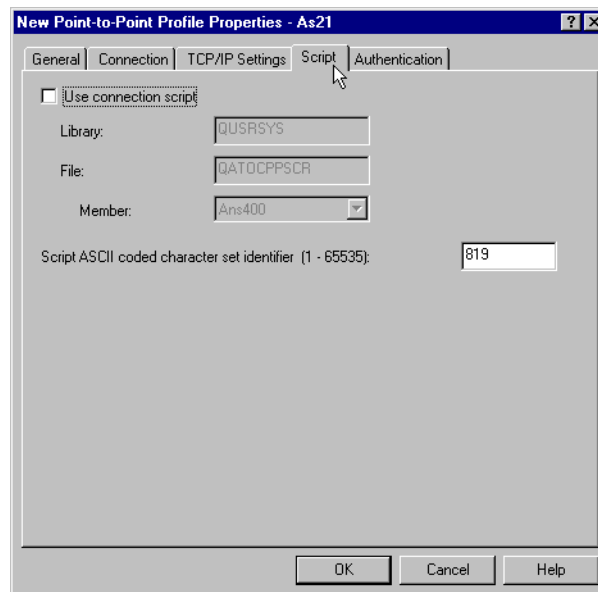 New Point-to-Point Profile Properties - As21
General Connection TCP/IP Settings Script Authentication
Use connection script
Library: QUSRSYS
File: QATOCPPSCR
Member: Ans400
Script ASCII coded character set identifier (1 - 65535): 819
OK Cancel Help